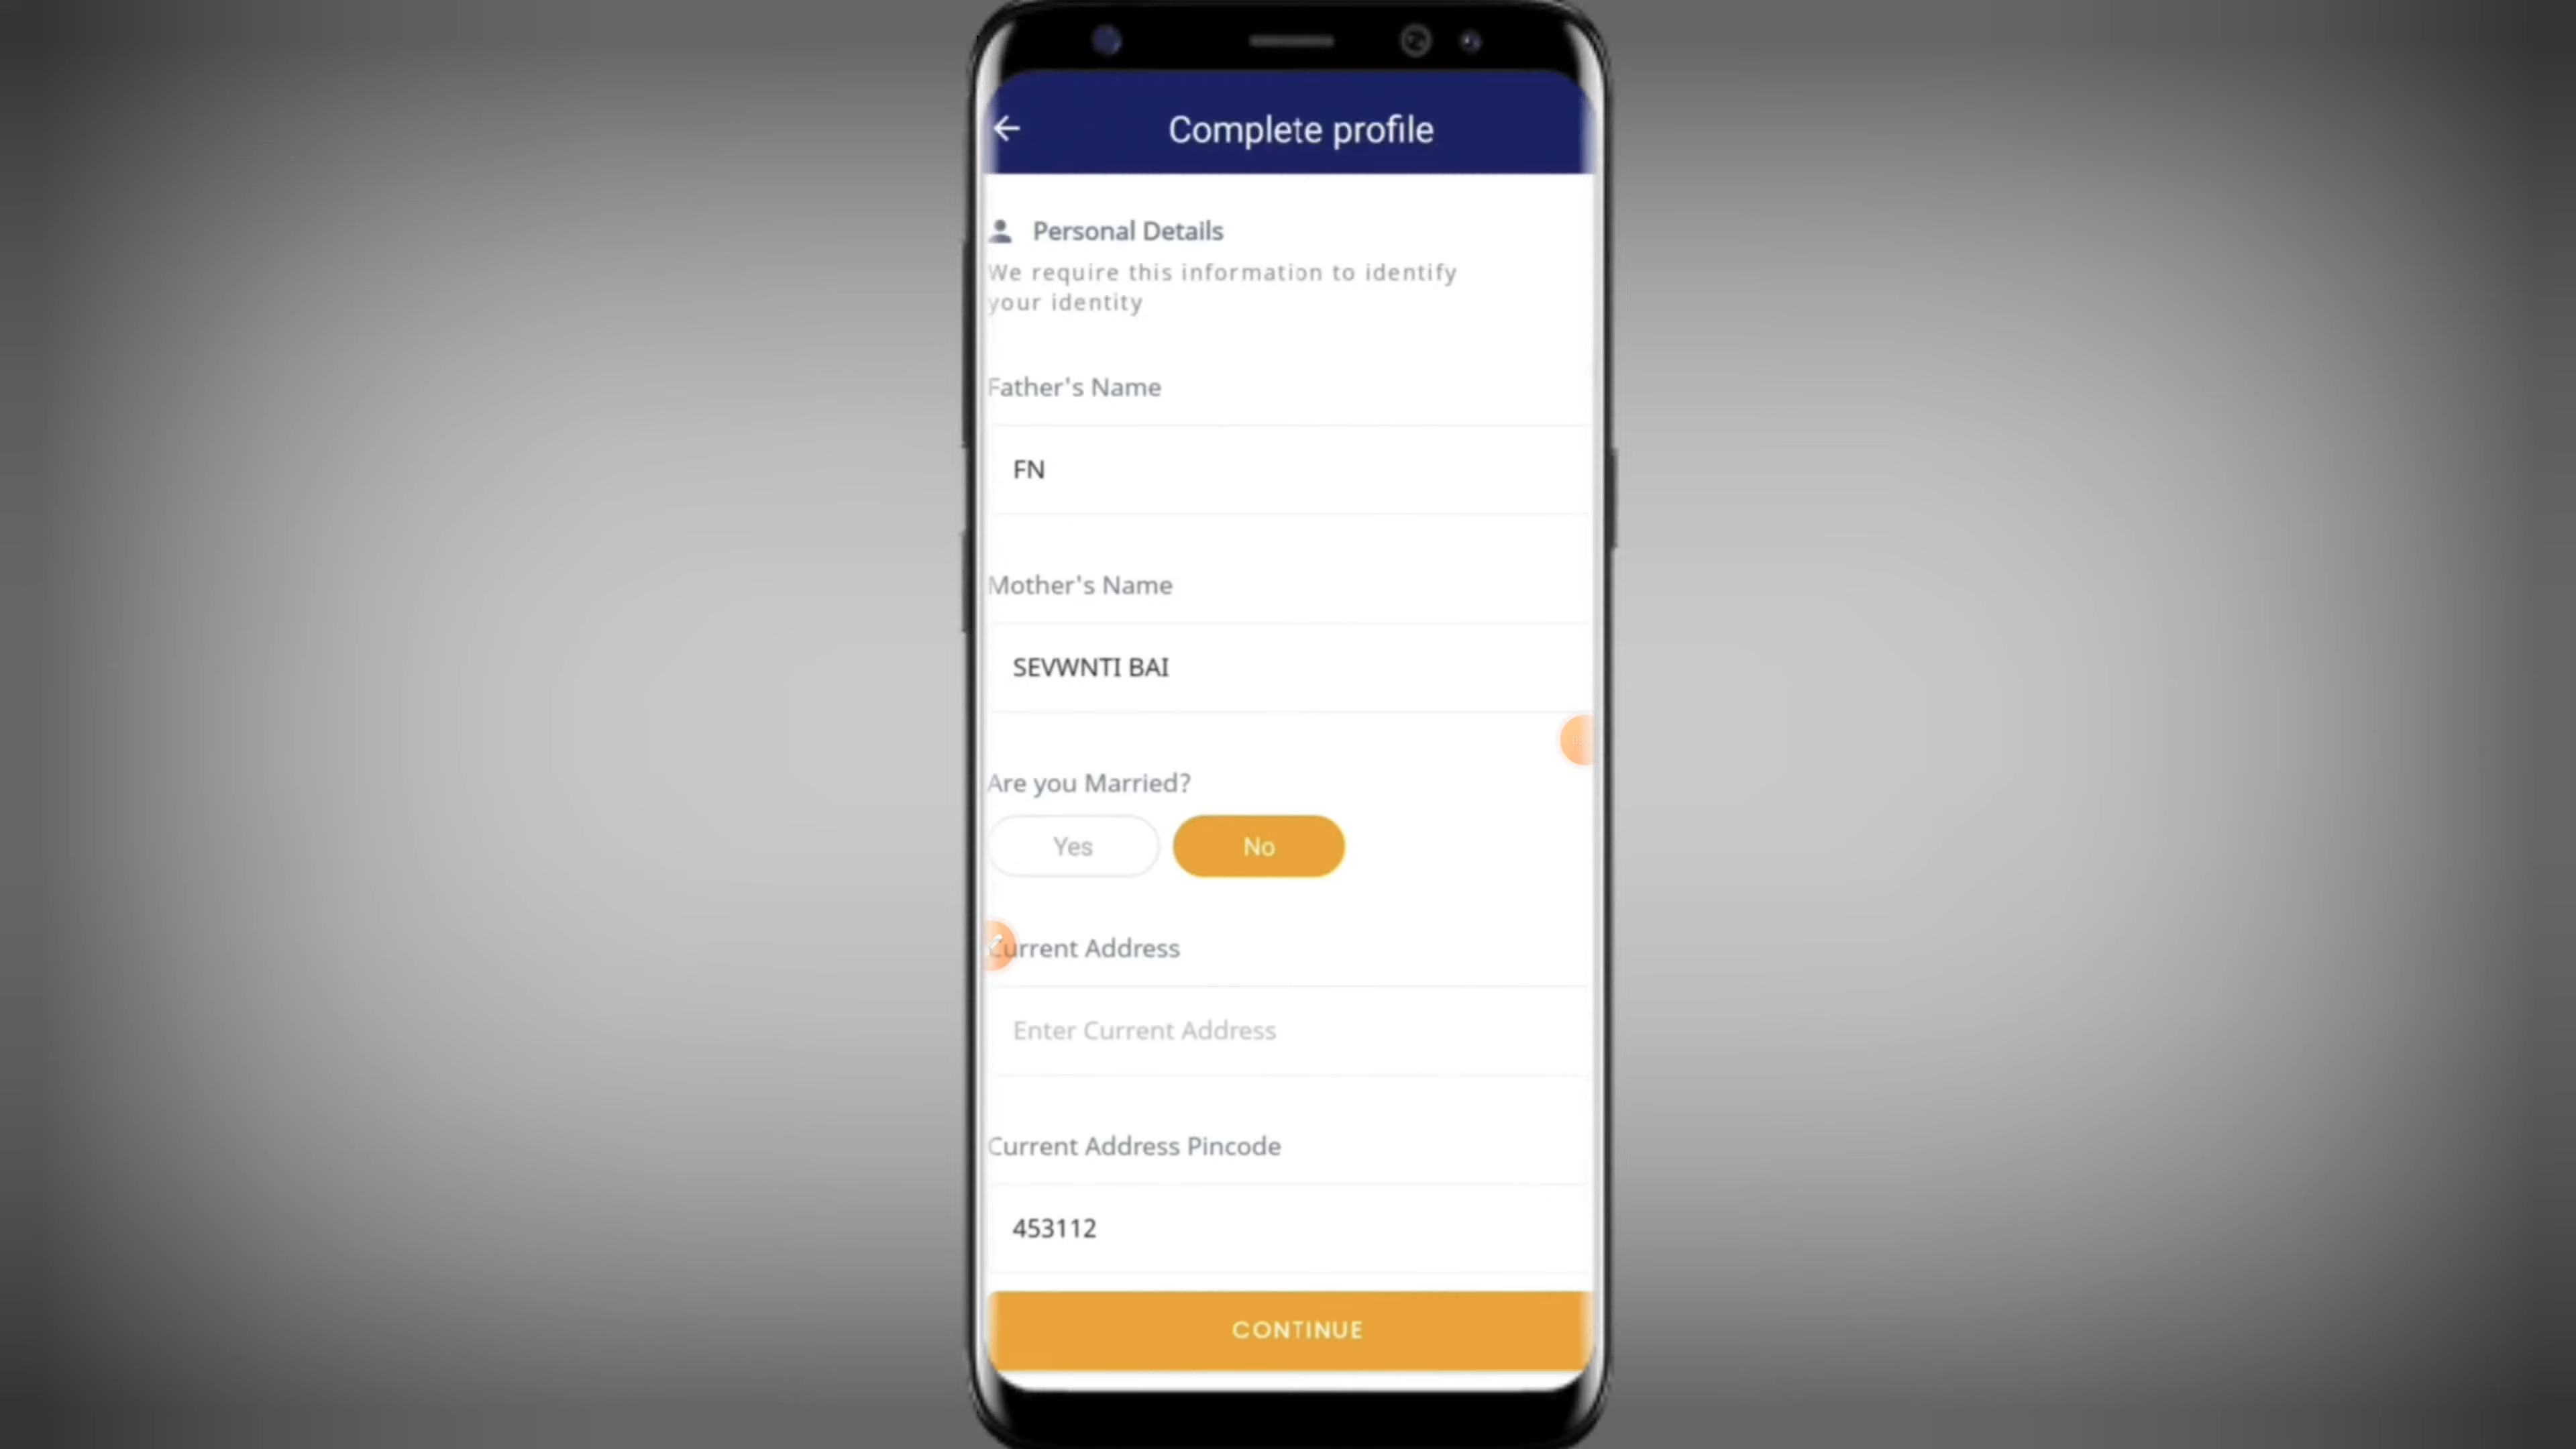 Complete profile
Personal Details
We require this information to identify
your identity
Father's Name
FN
Mother's Name
SEVWNTI BAI
Are you Married?
Yes No
Current Address
Enter Current Address
Current Address Pincode
453112
CONTINUE